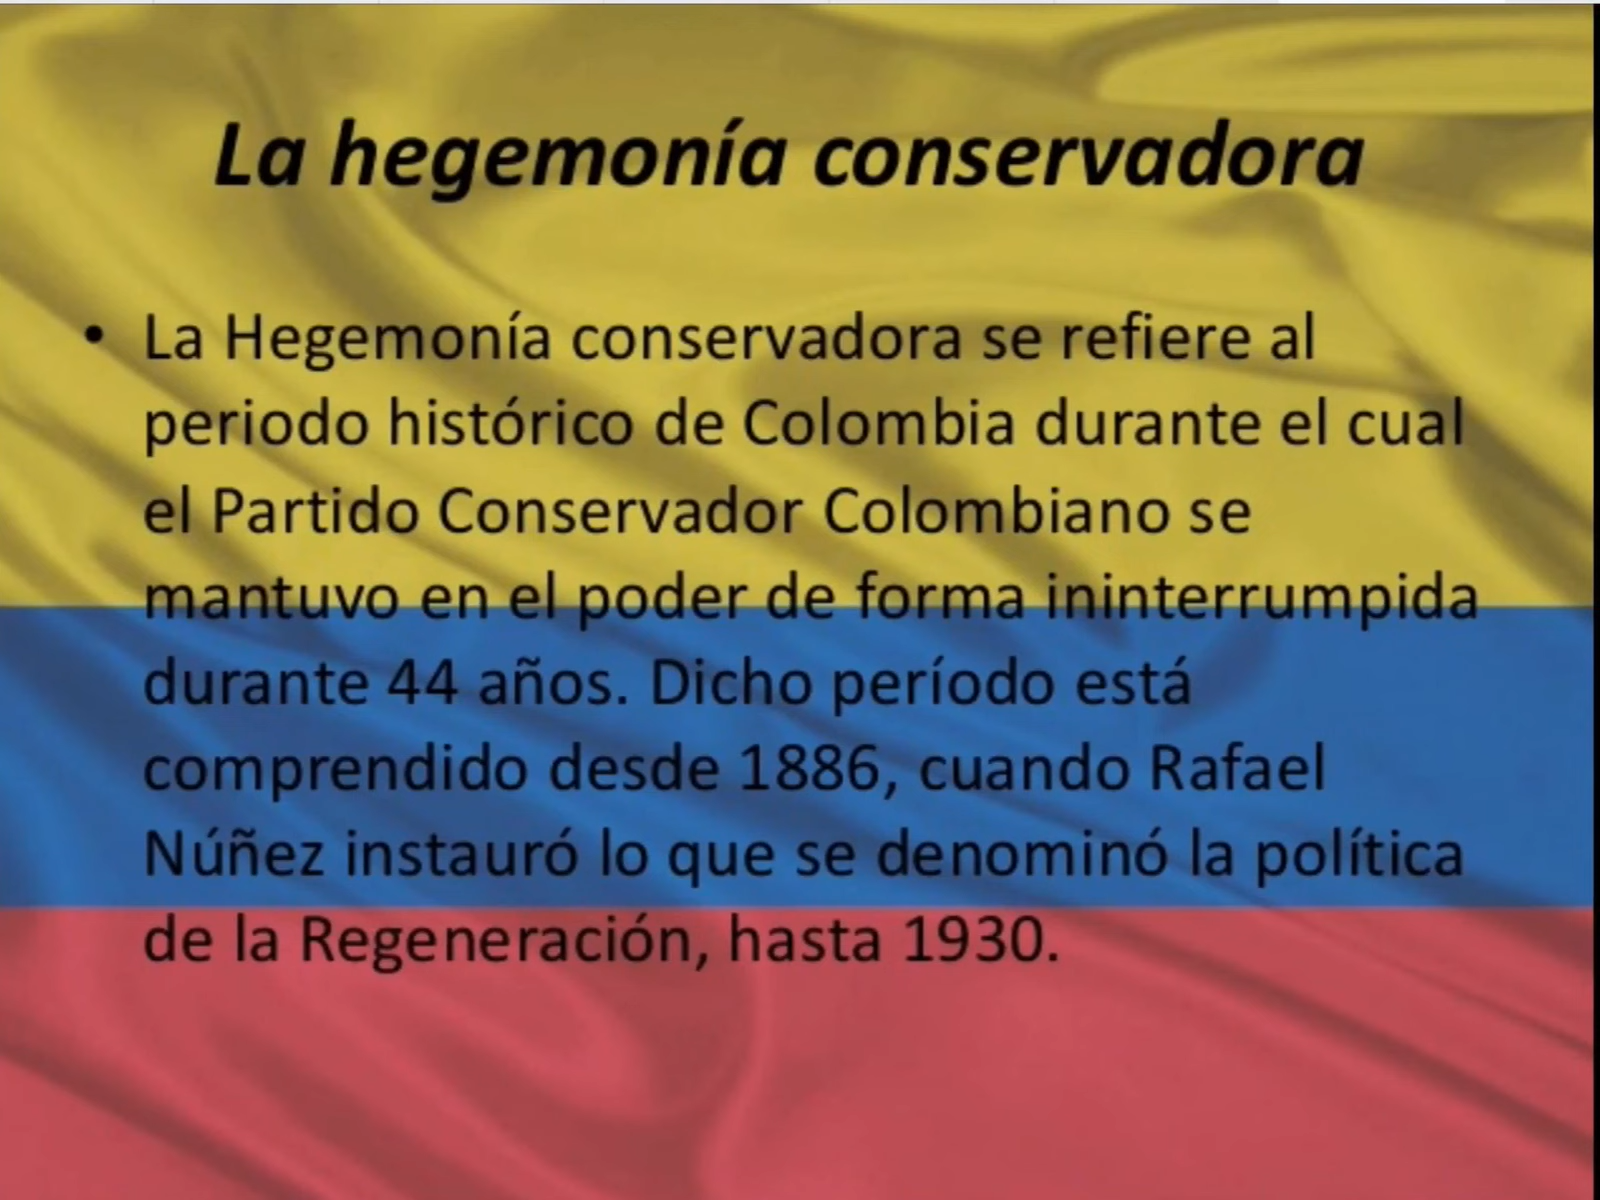 La hegemonía conservadora
• La Hegemonía conservadora se refiere al
periodo histórico de Colombia durante el cual
el Partido Conservador Colombiano se
mantuvo en el poder de forma ininterrumpida
durante 44 años. Dicho período está
comprendido desde 1886, cuando Rafael
Núñez instauró lo que se denominó la política
de la Regeneración, hasta 1930.